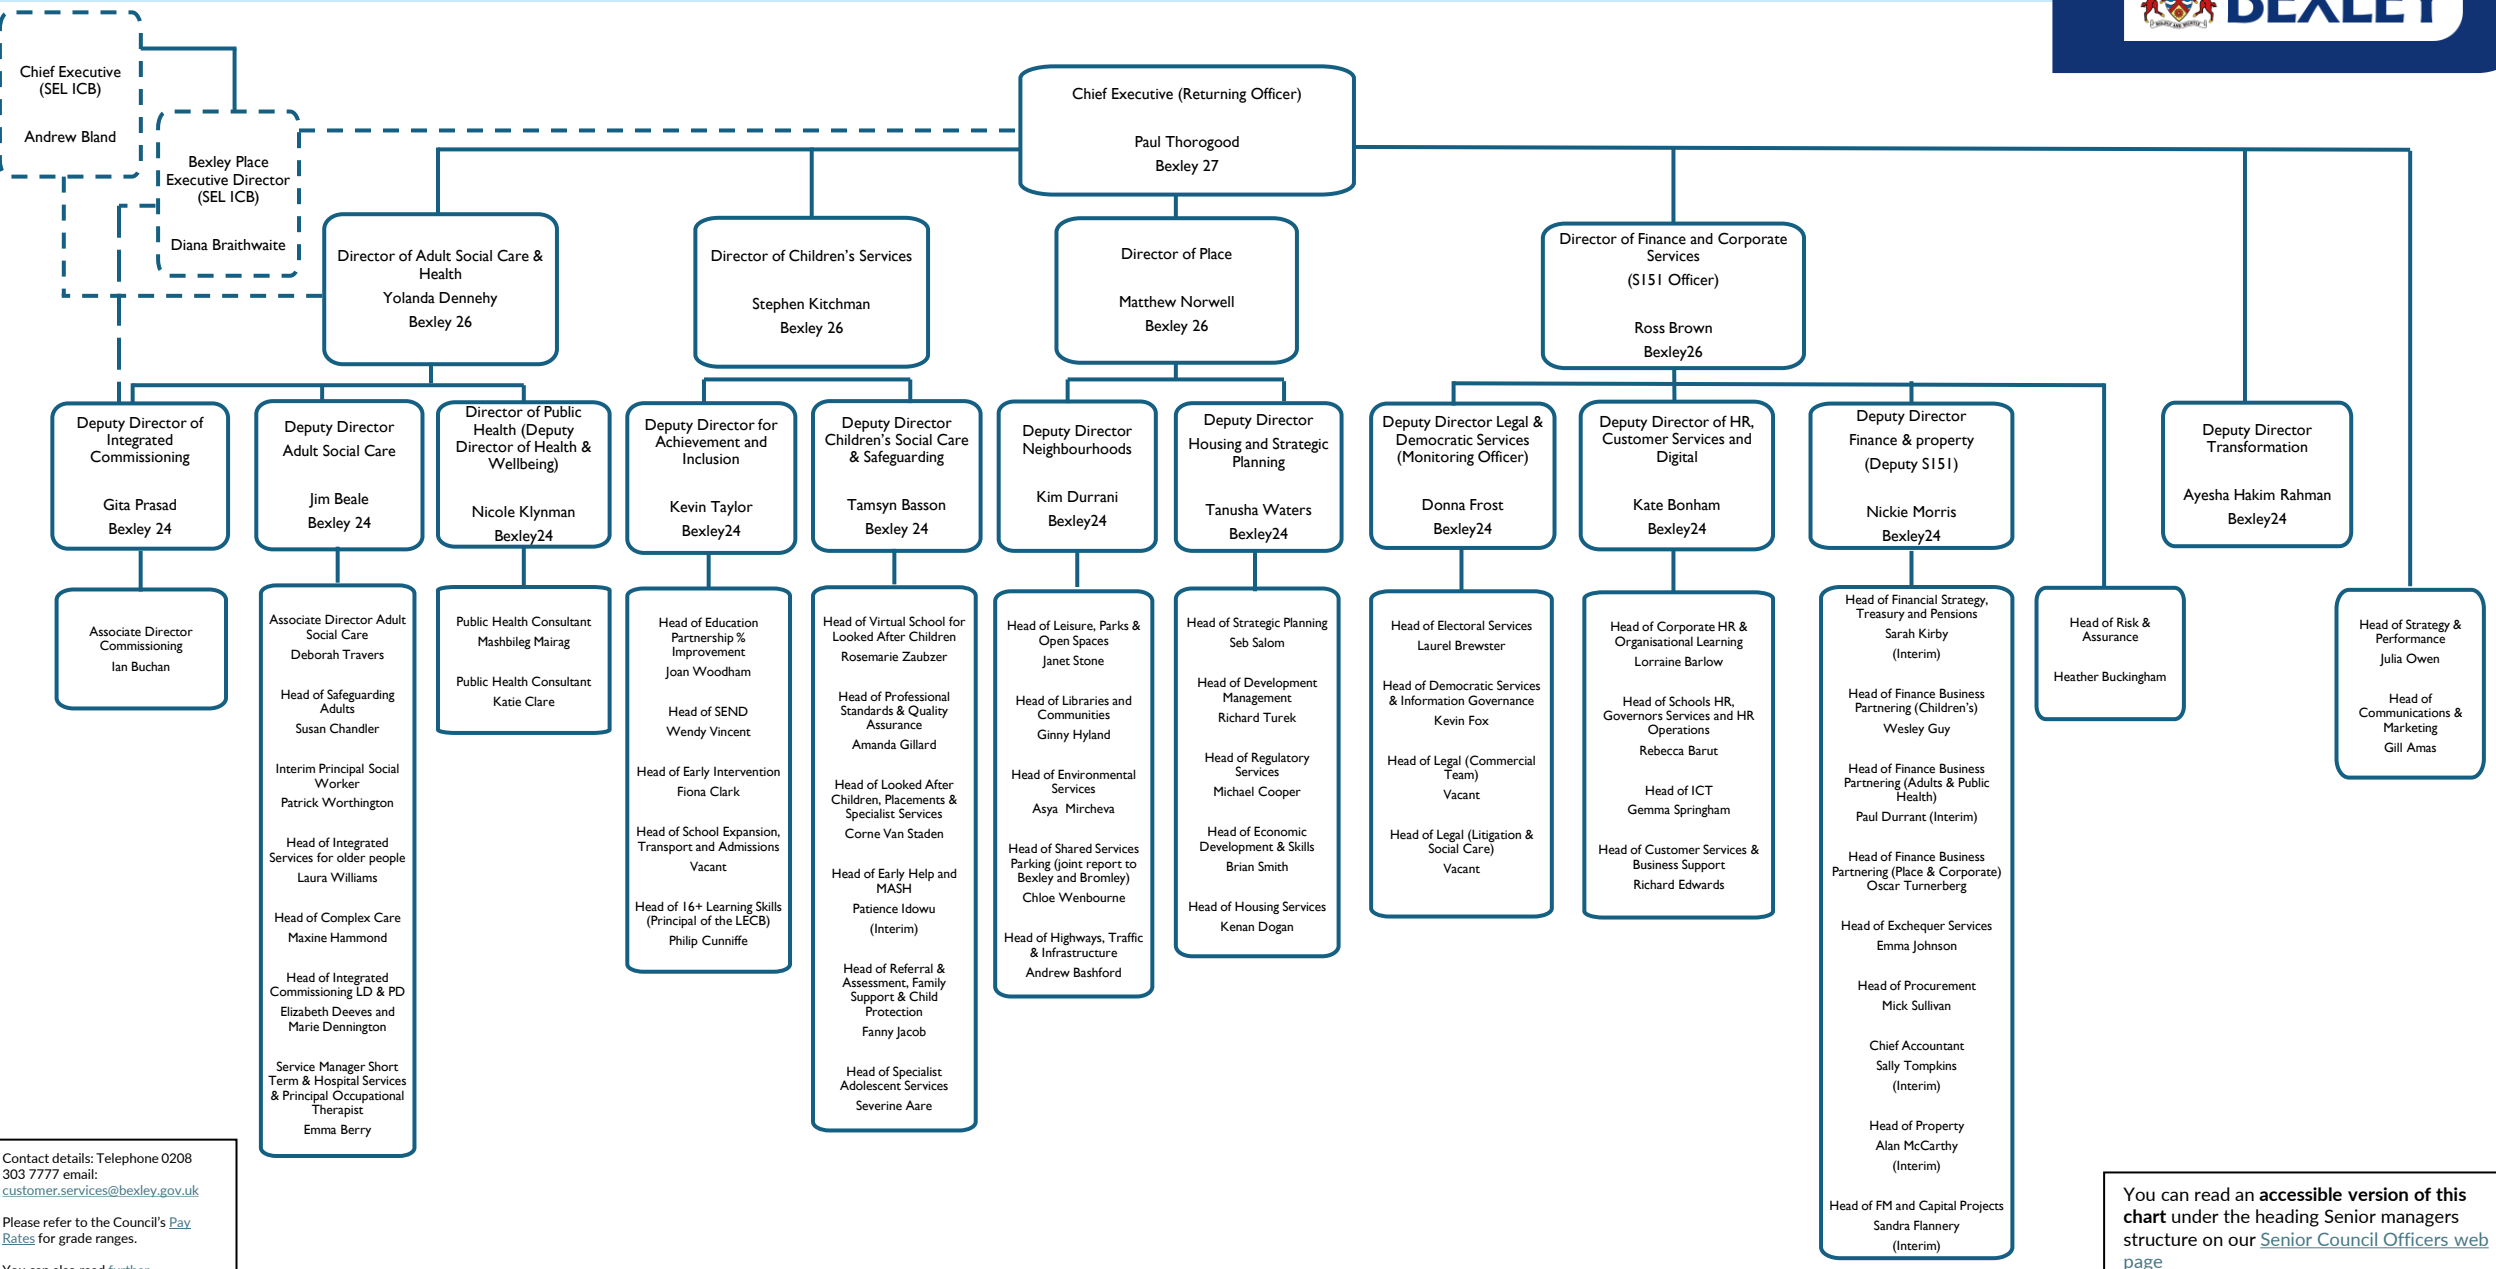 BEXLEY
Chief Executive
(SEL ICB)
Andrew Bland
Bexley Place
Executive Director
(SEL ICB)
Diana Braithwaite
Chief Executive (Returning Officer)
Paul Thorogood
Bexley 27
Director of Adult Social Care &
Health
Yolanda Dennehy
Bexley 26
Director of Children's Services
Stephen Kitchman
Bexley 26
Director of Place
Matthew Norwell
Bexley 26
Director of Finance and Corporate
Services
(S151 Officer)
Ross Brown
Bexley26
Deputy Director of
Integrated
Commissioning
Gita Prasad
Bexley 24
Deputy Director
Adult Social Care
Jim Beale
Bexley 24
Director of Public
Health (Deputy
Director of Health &
Wellbeing)
Nicole Klynman
Bexley24
Deputy Director for
Achievement and
Inclusion
Kevin Taylor
Bexley24
Deputy Director
Children's Social Care
& Safeguarding
Tamsyn Basson
Bexley 24
Deputy Director
Neighbourhoods
Kim Durrani
Bexley24
Deputy Director
Housing and Strategic
Planning
Tanusha Waters
Bexley24
Deputy Director Legal &
Democratic Services
(Monitoring Officer)
Donna Frost
Bexley24
Deputy Director of HR,
Customer Services and
Digital
Kate Bonham
Bexley24
Deputy Director
Finance & property
(Deputy S151)
Nickie Morris
Bexley24
Deputy Director
Transformation
Ayesha Hakim Rahman
Bexley24
Associate Director
Commissioning
Ian Buchan
Associate Director Adult
Social Care
Deborah Travers
Head of Safeguarding
Adults
Susan Chandler
Interim Principal Social
Worker
Patrick Worthington
Head of Integrated
Services for older people
Laura Williams
Head of Complex Care
Maxine Hammond
Head of Integrated
Commissioning LD & PD
Elizabeth Deeves and
Marie Dennington
Service Manager Short
Term & Hospital Services
& Principal Occupational
Therapist
Emma Berry
Public Health Consultant
Mashbileg Mairag
Public Health Consultant
Katie Clare
Head of Education
Partnership %
Improvement
Joan Woodham
Head of SEND
Wendy Vincent
Head of Early Intervention
Fiona Clark
Head of School Expansion,
Transport and Admissions
Vacant
Head of 16+ Learning Skills
(Principal of the LECB)
Philip Cunniffe
Head of Virtual School for
Looked After Children
Rosemarie Zaubzer
Head of Professional
Standards & Quality
Assurance
Amanda Gillard
Head of Looked After
Children, Placements &
Specialist Services
Corne Van Staden
Head of Early Help and
MASH
Patience Idowu
(Interim)
Head of Referral &
Assessment, Family
Support & Child
Protection
Fanny Jacob
Head of Specialist
Adolescent Services
Severine Aare
Head of Leisure, Parks &
Open Spaces
Janet Stone
Head of Libraries and
Communities
Ginny Hyland
Head of Environmental
Services
Asya  Mircheva
Head of Shared Services
Parking (joint report to
Bexley and Bromley)
Chloe Wenbourne
Head of Highways, Traffic
& Infrastructure
Andrew Bashford
Head of Strategic Planning
Seb Salom
Head of Development
Management
Richard Turek
Head of Regulatory
Services
Michael Cooper
Head of Economic
Development & Skills
Brian Smith
Head of Housing Services
Kenan Dogan
Head of Electoral Services
Laurel Brewster
Head of Democratic Services
& Information Governance
Kevin Fox
Head of Legal (Commercial
Team)
Vacant
Head of Legal (Litigation &
Social Care)
Vacant
Head of Corporate HR &
Organisational Learning
Lorraine Barlow
Head of Schools HR,
Governors Services and HR
Operations
Rebecca Barut
Head of ICT
Gemma Springham
Head of Customer Services &
Business Support
Richard Edwards
Head of Financial Strategy,
Treasury and Pensions
Sarah Kirby
(Interim)
Head of Finance Business
Partnering (Children's)
Wesley Guy
Head of Finance Business
Partnering (Adults & Public
Health)
Paul Durrant (Interim)
Head of Finance Business
Partnering (Place & Corporate)
Oscar Turnerberg
Head of Exchequer Services
Emma Johnson
Head of Procurement
Mick Sullivan
Chief Accountant
Sally Tompkins
(Interim)
Head of Property
Alan McCarthy
(Interim)
Head of FM and Capital Projects
Sandra Flannery
(Interim)
Head of Risk &
Assurance
Heather Buckingham
Head of Strategy &
Performance
Julia Owen
Head of
Communications &
Marketing
Gill Amas
Contact details: Telephone 0208
303 7777 email:
customer.services@bexley.gov.uk
Please refer to the Council's Pay
Rates for grade ranges.
You can also read further
You can read an accessible version of this
chart under the heading Senior managers
structure on our Senior Council Officers web
page